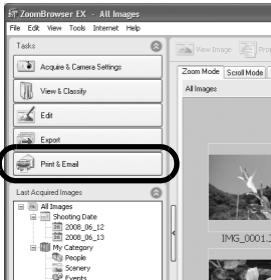 ZoomBrowser EX - All Images
File Edit View Tools Internet Help
Tasks
Acquire & Camera Settings
View & Classify
Edit
Export
Print & Email
Last Acquired Images
All Images
Shooting Date
2008_06_12
2008_06_13
My Category
People
Scenery
Events
View Image
Zoom Mode Scroll Mode
All Images
IMG_0001.